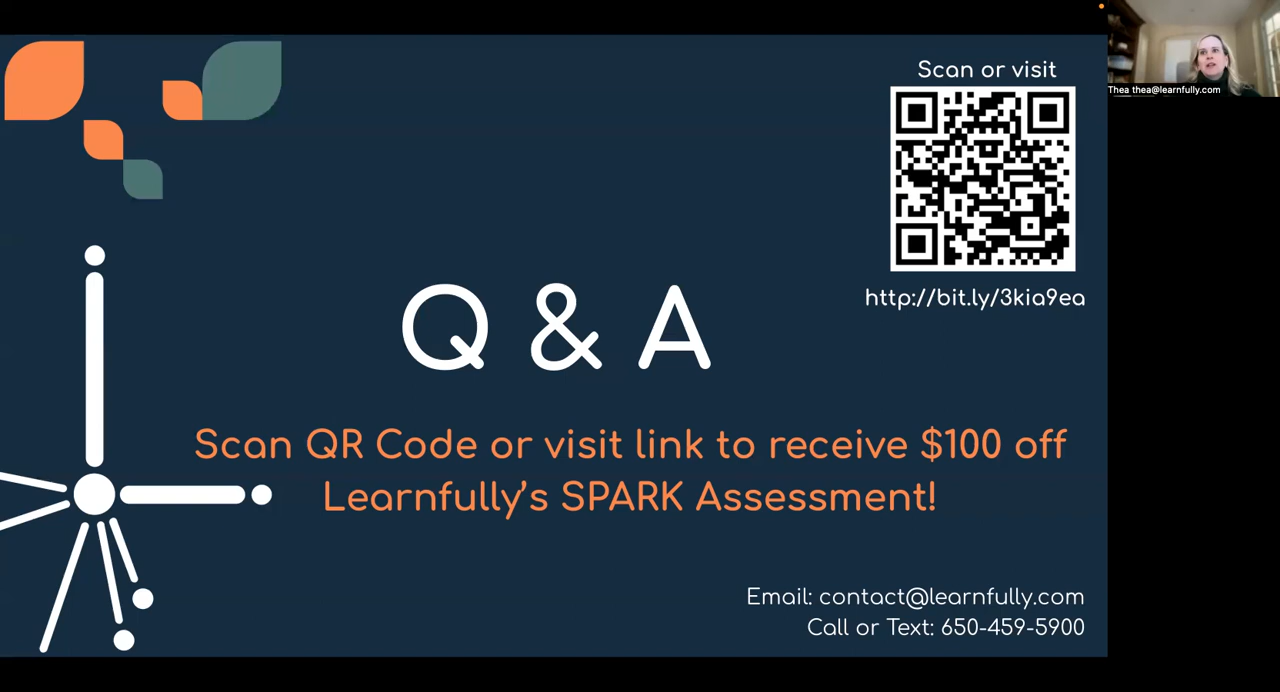 Scan or visit
Thea thea@learnfully.com
http://bit.ly/3kia9ea
Q & A
Scan QR Code or visit link to receive $100 off
Learnfully’s SPARK Assessment!
Email: contact@learnfully.com
Call or Text: 650-459-5900